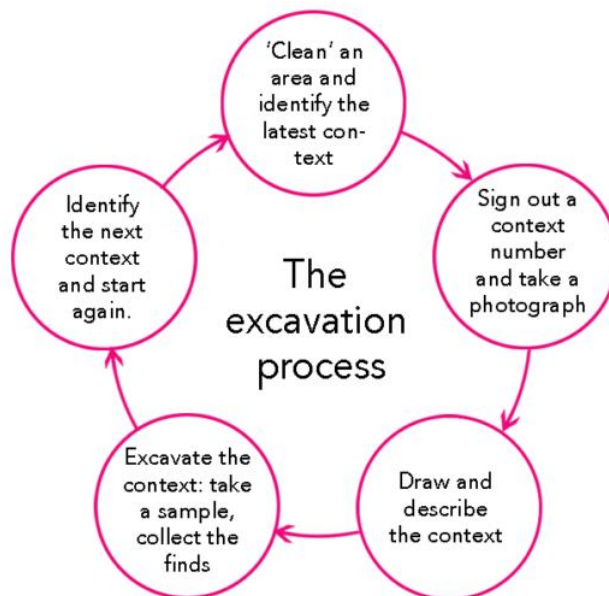 'Clean' an
area and
identify the
latest con-
text
Sign out a
context
number
and take a
photograph
Draw and
describe
the context
Excavate the
context: take
a sample,
collect the
finds
Identify
the next
context
and start
again.
The
excavation
process